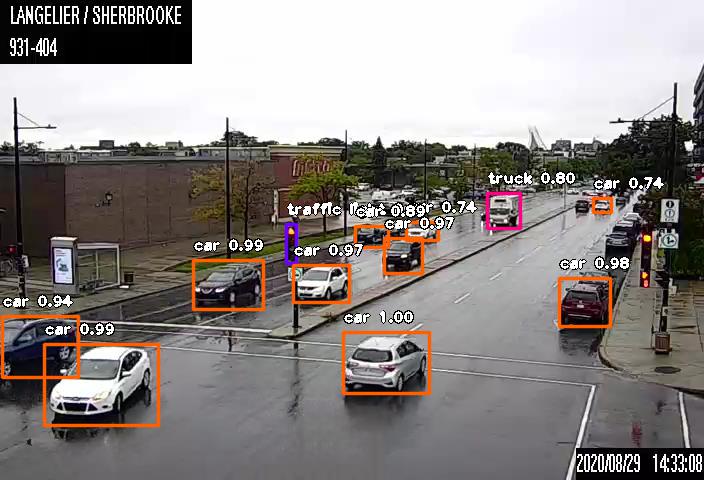 LANGELIER / SHERBROOKE
931-404
truck 0.80
car 0.74
traffic
car 0.89
car 0.74
car 0.97
car 0.99
car 0.97
car 0.98
car 0.94
car 0.99
car 1.00
2020/08/29 14:33:08